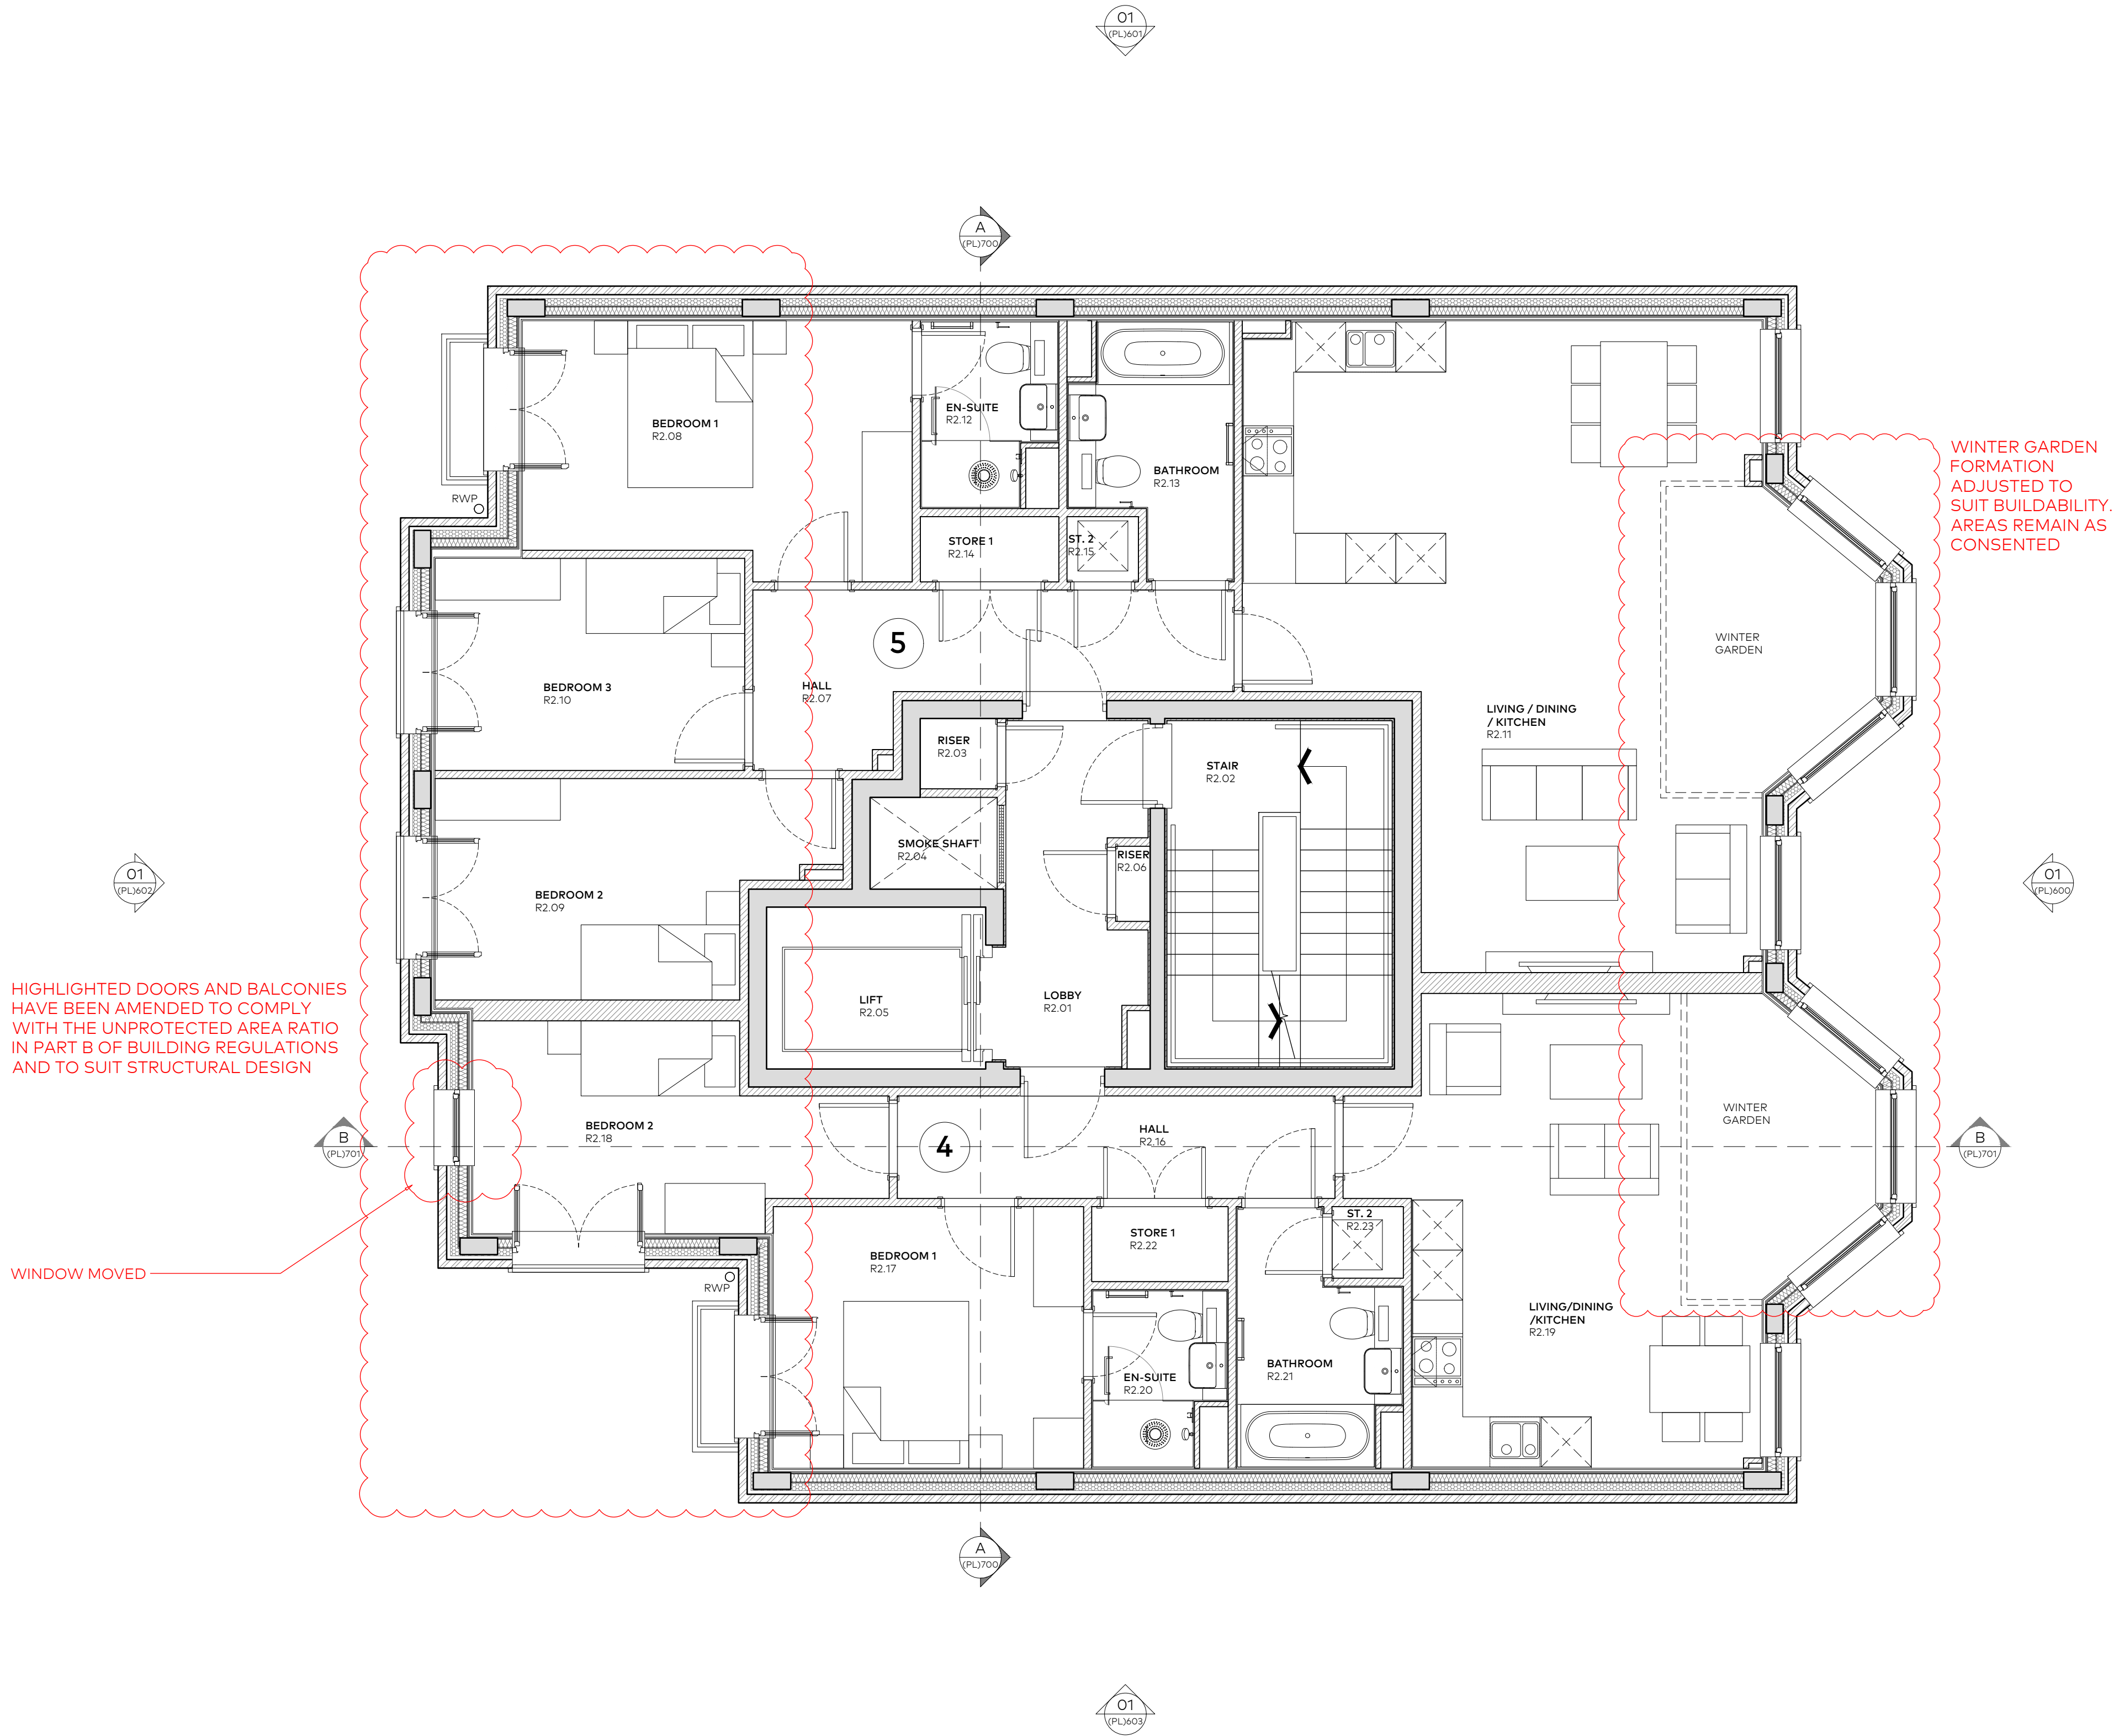 01
(PL)601
A
(PL)700
WINTER GARDEN
FORMATION
ADJUSTED TO
SUIT BUILDABILITY.
AREAS REMAIN AS
CONSENTED
BEDROOM 1
R2.08
EN-SUITE
R2.12
BATHROOM
R2.13
RWP
STORE 1
R2.14
ST. 2
R2.15
5
WINTER
GARDEN
BEDROOM 3
R2.10
HALL
R2.07
LIVING / DINING
/ KITCHEN
R2.11
RISER
R2.03
STAIR
R2.02
SMOKE SHAFT
R2.04
RISER
R2.06
01
(PL)602
01
(PL)600
BEDROOM 2
R2.09
LIFT
R2.05
LOBBY
R2.01
HIGHLIGHTED DOORS AND BALCONIES
HAVE BEEN AMENDED TO COMPLY
WITH THE UNPROTECTED AREA RATIO
IN PART B OF BUILDING REGULATIONS
AND TO SUIT STRUCTURAL DESIGN
WINTER
GARDEN
BEDROOM 2
R2.18
HALL
R2.16
4
B
(PL)701
B
(PL)701
ST. 2
R2.23
STORE 1
R2.22
BEDROOM 1
R2.17
WINDOW MOVED
RWP
LIVING/DINING
/KITCHEN
R2.19
BATHROOM
R2.21
EN-SUITE
R2.20
A
(PL)700
01
(PL)603